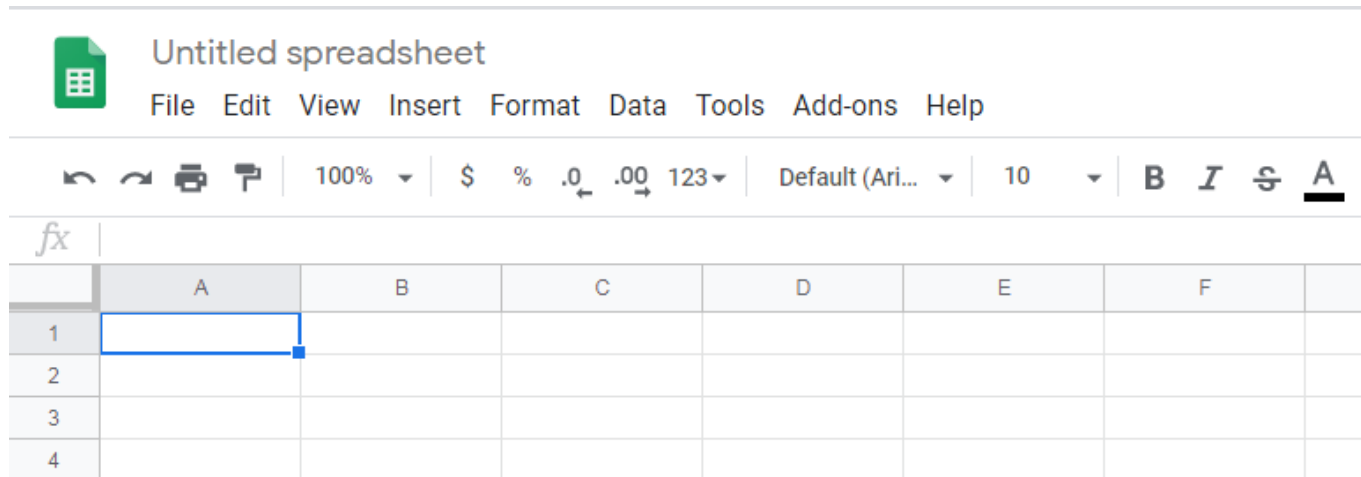 Untitled spreadsheet
File Edit View Insert Format Data Tools Add-ons Help
100% $ % .0 .00 123 Default (Ari... 10 B I S A
fx
A B C D E F
1
2
3
4